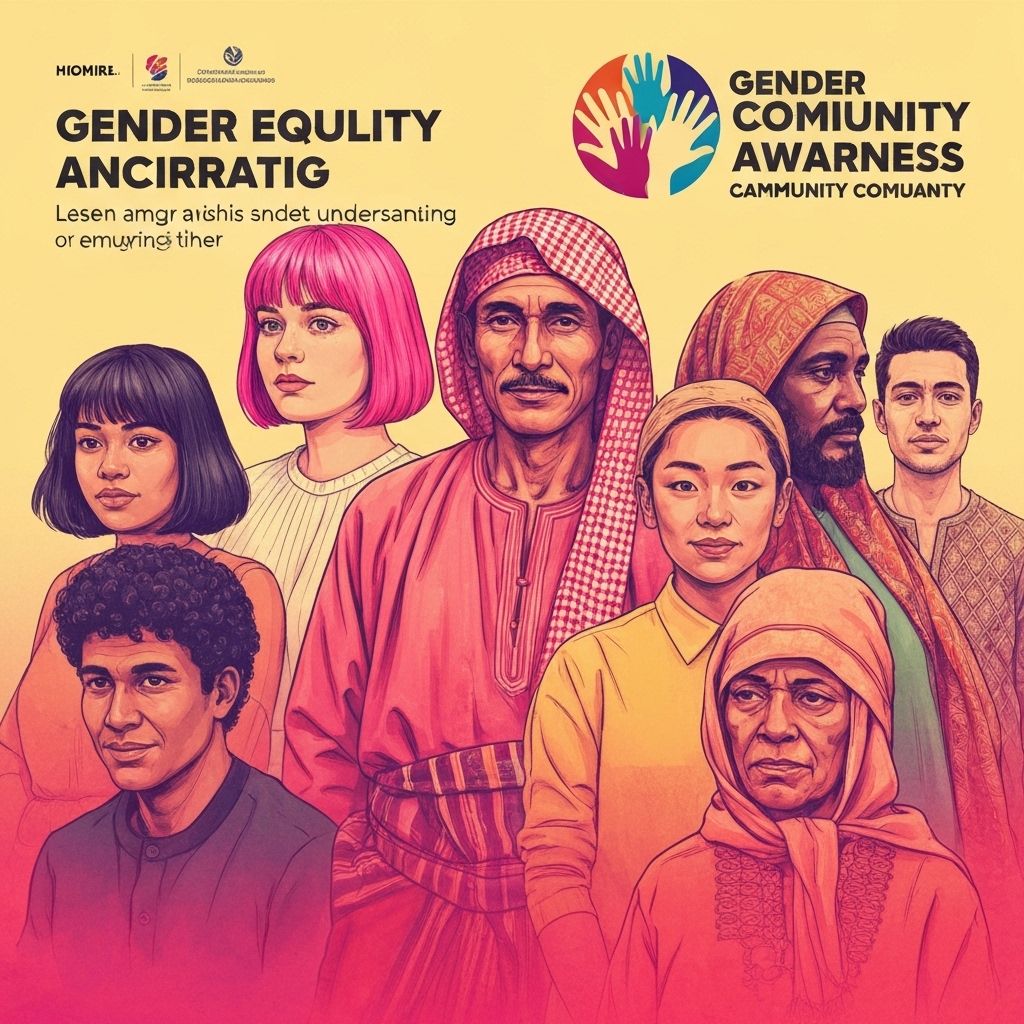 HIOMIRE..
GENDER EQULITY
ANCIRRATIG
Lesen amgr arishis sndet undersanting
or emuyring tiher
GENDER
COMIUNITY
AWARNESS
CAMMUNITY COMUANTY